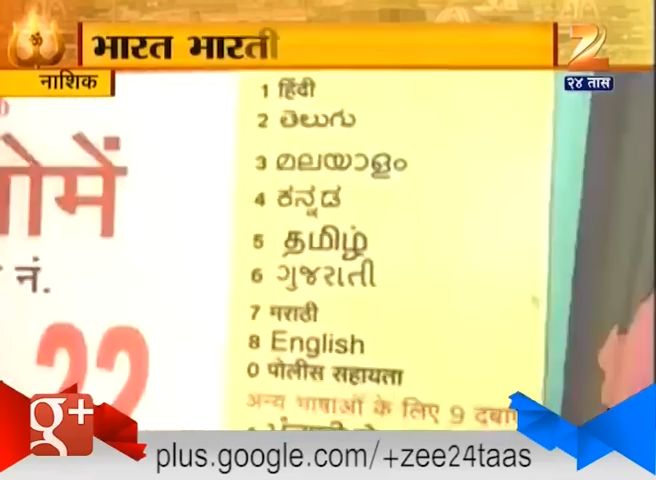 भारत भारती
नाशिक
२४ तास
1 हिंदी
2 తెలుగు
3 മലയാളം
4 ಕನ್ನಡ
5 தமிழ்
6 ગુજરાતી
7 मराठी
8 English
0 पोलीस सहायता
अन्य भाषाओं के लिए 9 दबाएं
में
नं.
22
g+
plus.google.com/+zee24taas